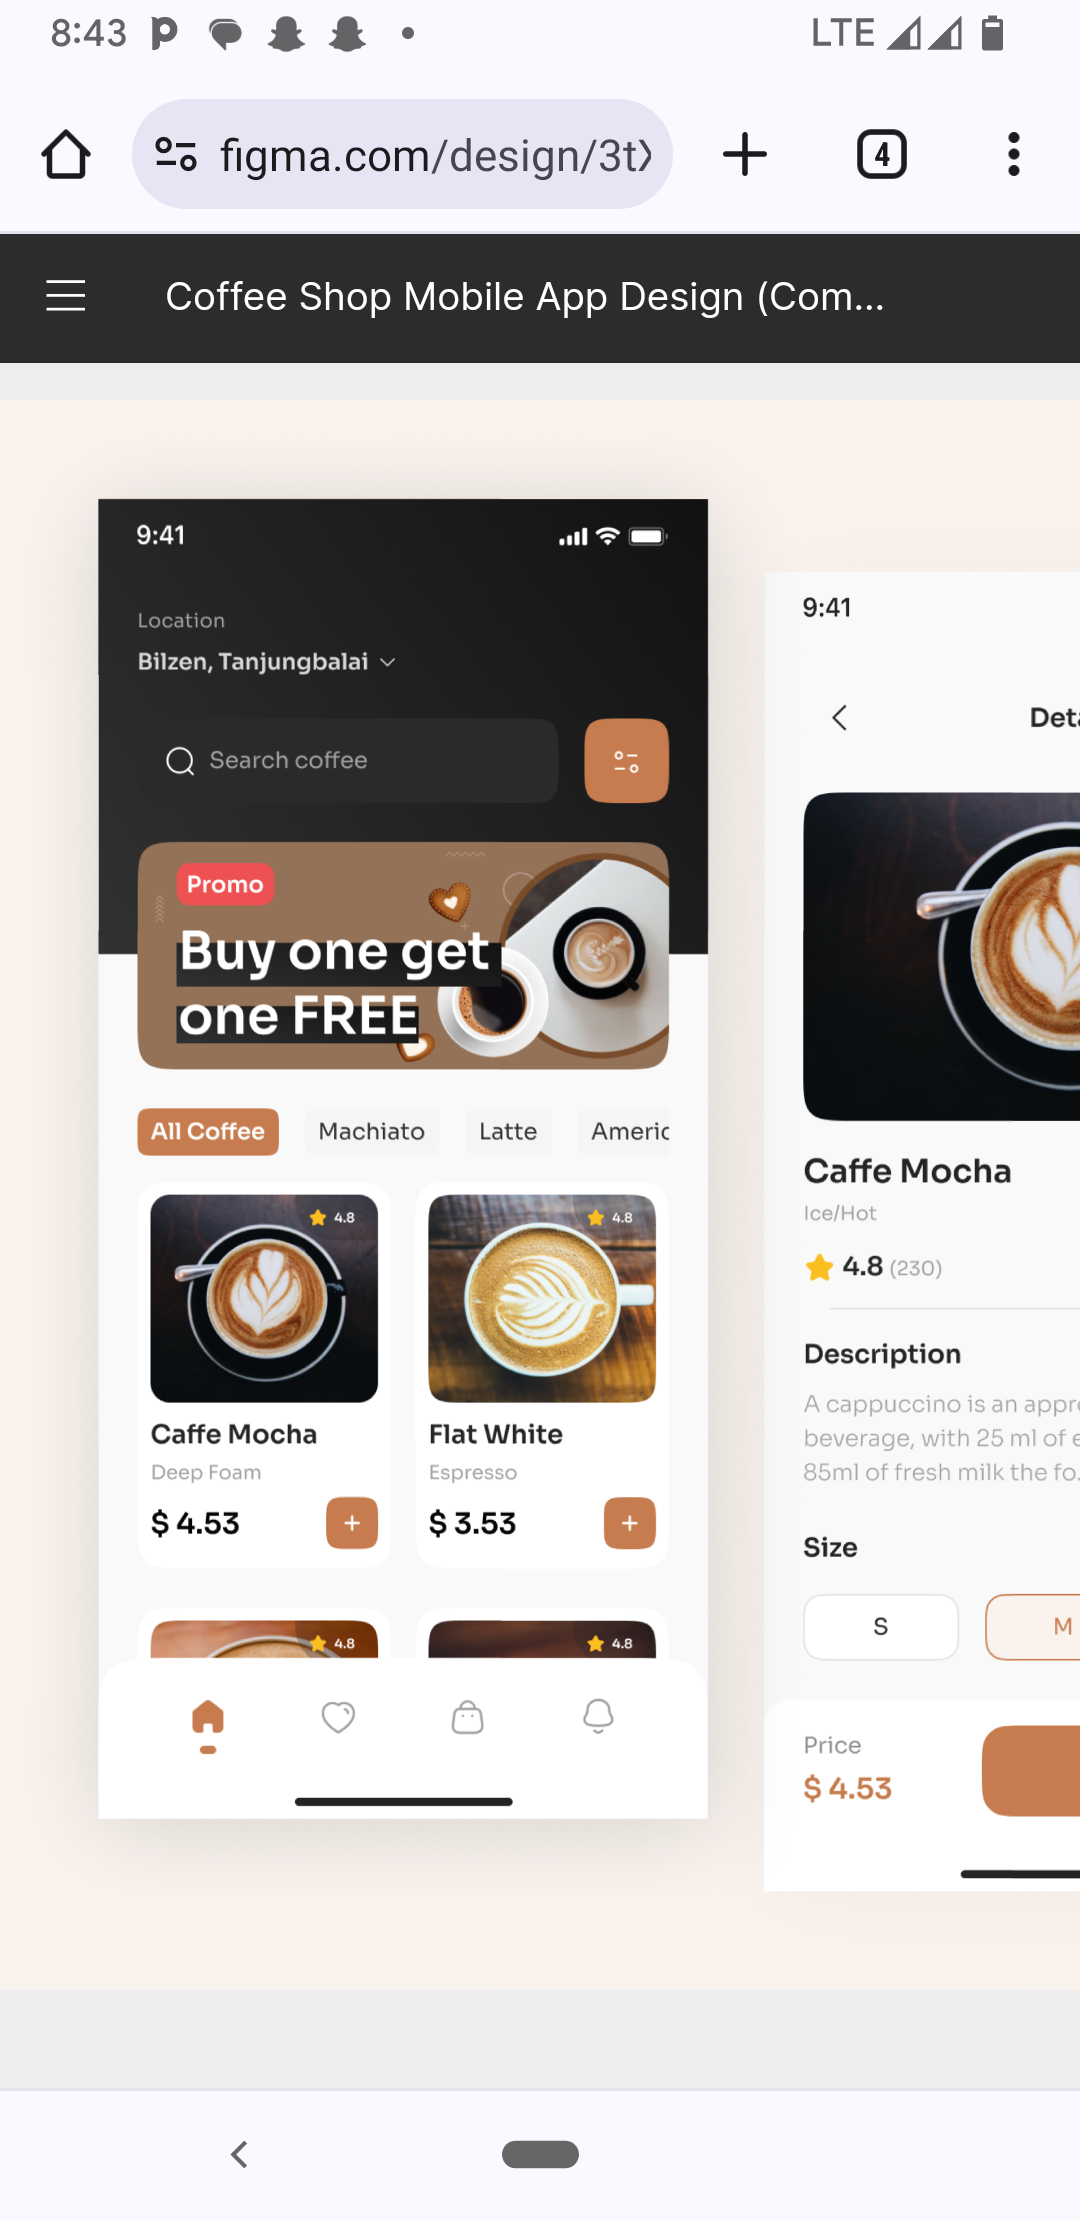 8:43
LTE
figma.com/design/3tX
4
Coffee Shop Mobile App Design (Com...
9:41
Location
Bilzen, Tanjungbalai
Search coffee
Promo
Buy one get
one FREE
All Coffee
Machiato
Latte
Americ
4.8
4.8
Caffe Mocha
Flat White
Deep Foam
Espresso
$ 4.53
+
$ 3.53
+
4.8
4.8
9:41
Deta
Caffe Mocha
Ice/Hot
4.8 (230)
Description
A cappuccino is an appr
beverage, with 25 ml of e
85ml of fresh milk the fo.
Size
S
M
Price
$ 4.53